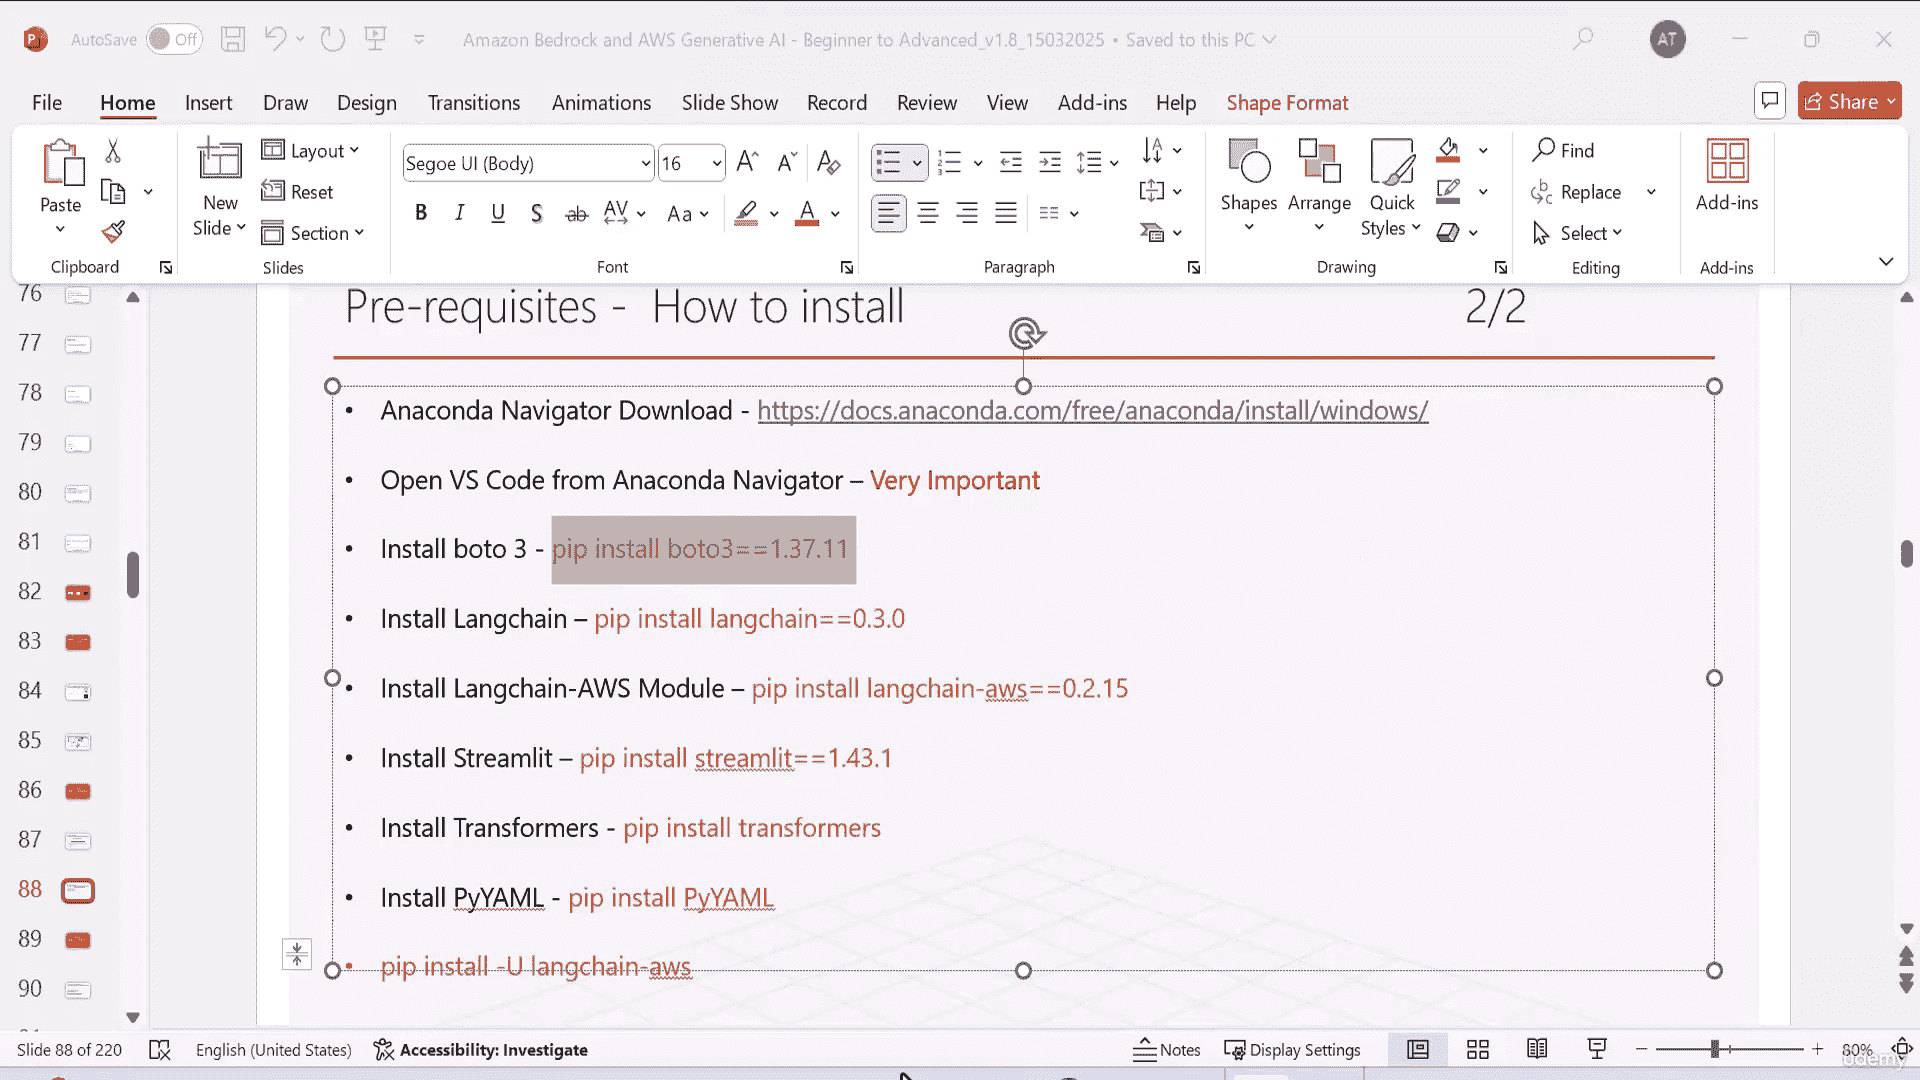 AutoSave Off Amazon Bedrock and AWS Generative AI - Beginner to Advanced_v1.8_15032025 • Saved to this PC AT
File Home Insert Draw Design Transitions Animations Slide Show Record Review View Add-ins Help Shape Format Share
Paste
Clipboard
New Slide
Layout
Reset
Section
Slides
Segoe UI (Body) 16
B I U S ab AV Aa A
Font
Paragraph
Shapes Arrange Quick Styles
Drawing
Find
Replace
Select
Editing
Add-ins
Add-ins
76
77
78
79
80
81
82
83
84
85
86
87
88
89
90
Pre-requisites - How to install 2/2
• Anaconda Navigator Download - https://docs.anaconda.com/free/anaconda/install/windows/
• Open VS Code from Anaconda Navigator – Very Important
• Install boto 3 - pip install boto3==1.37.11
• Install Langchain – pip install langchain==0.3.0
• Install Langchain-AWS Module – pip install langchain-aws==0.2.15
• Install Streamlit – pip install streamlit==1.43.1
• Install Transformers - pip install transformers
• Install PyYAML - pip install PyYAML
• pip install -U langchain-aws
Slide 88 of 220 English (United States) Accessibility: Investigate Notes Display Settings 80%
udemy